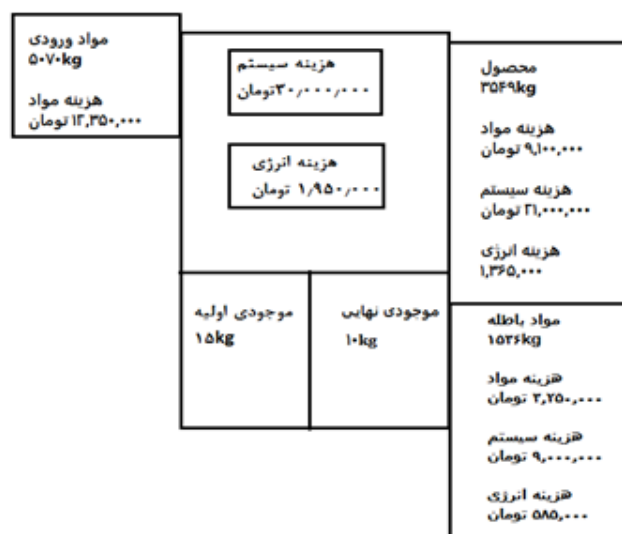 مواد ورودی
۵۰۷۰kg
هزینه مواد
۱۲,۳۵۰,۰۰۰ تومان
هزینه سیستم
۳۰٫۰۰۰٫۰۰۰تومان
هزینه انرژی
۱٫۹۵۰٫۰۰۰ تومان
موجودی اولیه
۱۵kg
موجودی نهایی
۱۰kg
محصول
۳۵۴۹kg
هزینه مواد
۹,۱۰۰,۰۰۰ تومان
هزینه سیستم
۲۱,۰۰۰,۰۰۰ تومان
هزینه انرژی
۱,۳۶۵,۰۰۰
مواد باطله
۱۵۲۶kg
هزینه مواد
۳,۲۵۰,۰۰۰ تومان
هزینه سیستم
۹,۰۰۰,۰۰۰ تومان
هزینه انرژی
۵۸۵,۰۰۰ تومان